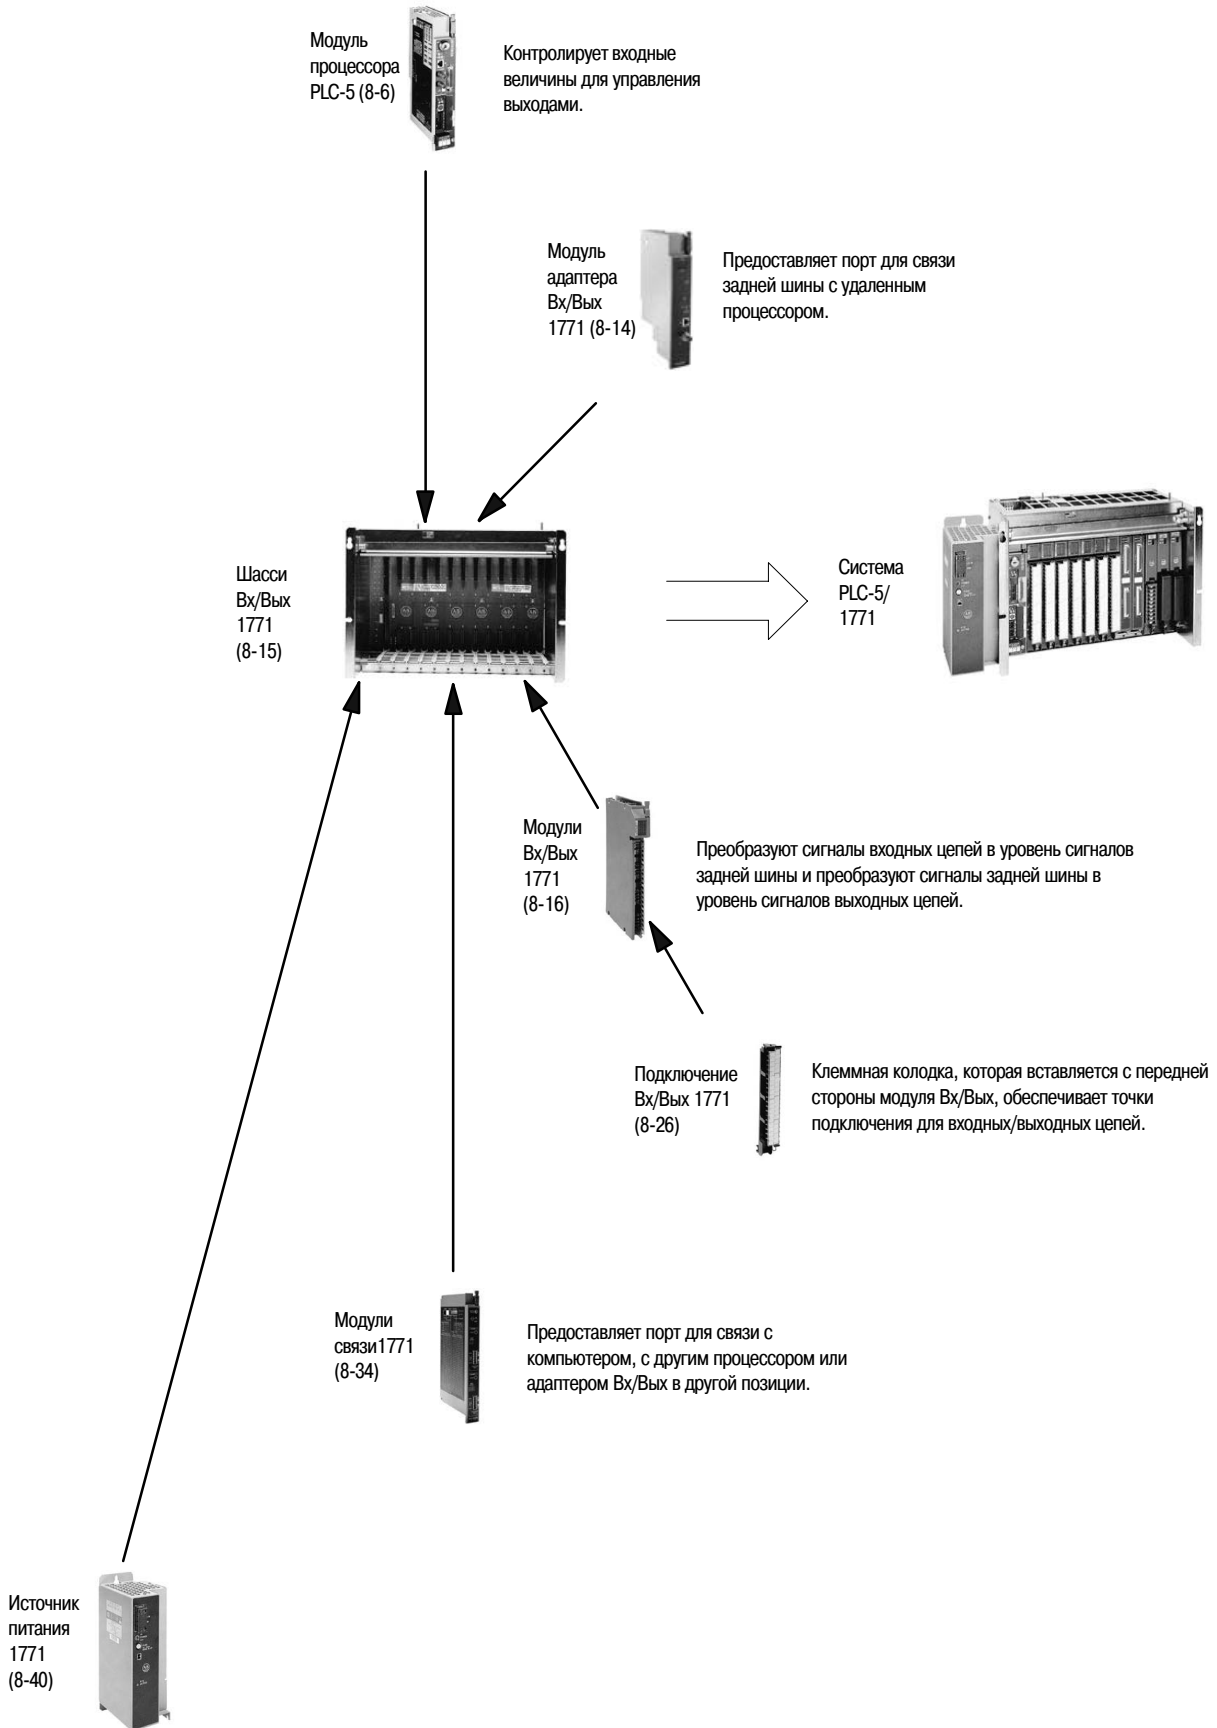 Модуль
процессора
PLC-5 (8-6)
Контролирует входные
величины для управления
выходами.
Модуль
адаптера
Вх/Вых
1771 (8-14)
Предоставляет порт для связи
задней шины с удаленным
процессором.
Шасси
Вх/Вых
1771
(8-15)
Система
PLC-5/
1771
Модули
Вх/Вых
1771
(8-16)
Преобразуют сигналы входных цепей в уровень сигналов
задней шины и преобразуют сигналы задней шины в
уровень сигналов выходных цепей.
Подключение
Вх/Вых 1771
(8-26)
Клеммная колодка, которая вставляется с передней
стороны модуля Вх/Вых, обеспечивает точки
подключения для входных/выходных цепей.
Модули
связи1771
(8-34)
Предоставляет порт для связи с
компьютером, с другим процессором или
адаптером Вх/Вых в другой позиции.
Источник
питания
1771
(8-40)